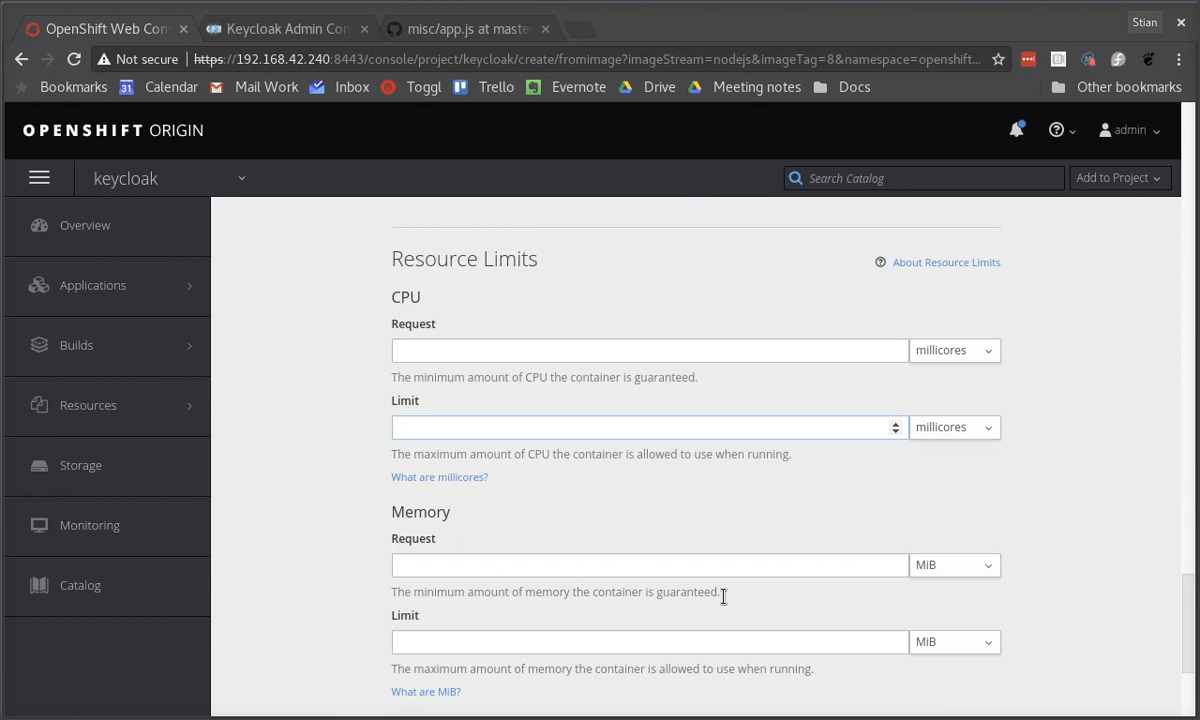 OpenShift Web Con
Keycloak Admin Con
misc/app.js at maste
Stian
Not secure
https://192.168.42.240:8443/console/project/keycloak/create/fromimage?imageStream=nodejs&imageTag=8&namespace=openshift...
Bookmarks
31 Calendar
Mail Work
Inbox
Toggl
Trello
Evernote
Drive
Meeting notes
Docs
Other bookmarks
OPENSHIFT ORIGIN
admin
keycloak
Search Catalog
Add to Project
Overview
Applications
Builds
Resources
Storage
Monitoring
Catalog
Resource Limits
About Resource Limits
CPU
Request
millicores
The minimum amount of CPU the container is guaranteed.
Limit
millicores
The maximum amount of CPU the container is allowed to use when running.
What are millicores?
Memory
Request
MiB
The minimum amount of memory the container is guaranteed.
Limit
MiB
The maximum amount of memory the container is allowed to use when running.
What are MiB?